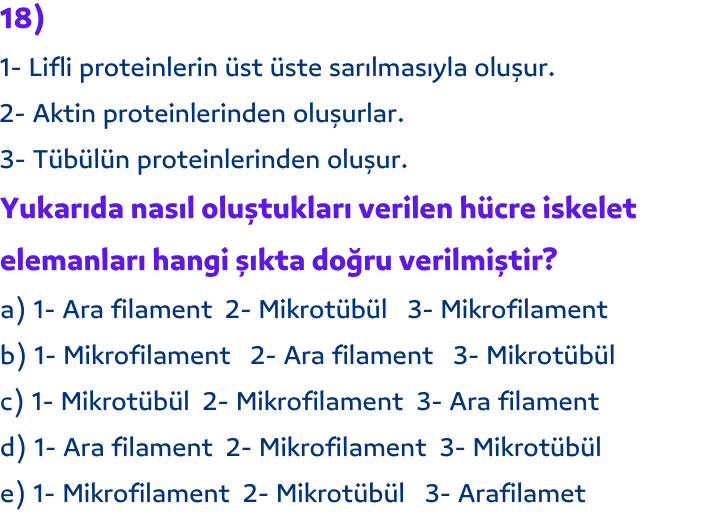 18)
1- Lifli proteinlerin üst üste sarılmasıyla oluşur.
2- Aktin proteinlerinden oluşurlar.
3- Tübülün proteinlerinden oluşur.
Yukarıda nasıl oluştukları verilen hücre iskelet
elemanları hangi şıkta doğru verilmiştir?
a) 1- Ara filament 2- Mikrotübül 3- Mikrofilament
b) 1- Mikrofilament 2- Ara filament 3- Mikrotübül
c) 1- Mikrotübül 2- Mikrofilament 3- Ara filament
d) 1- Ara filament 2- Mikrofilament 3- Mikrotübül
e) 1- Mikrofilament 2- Mikrotübül 3- Arafilamet